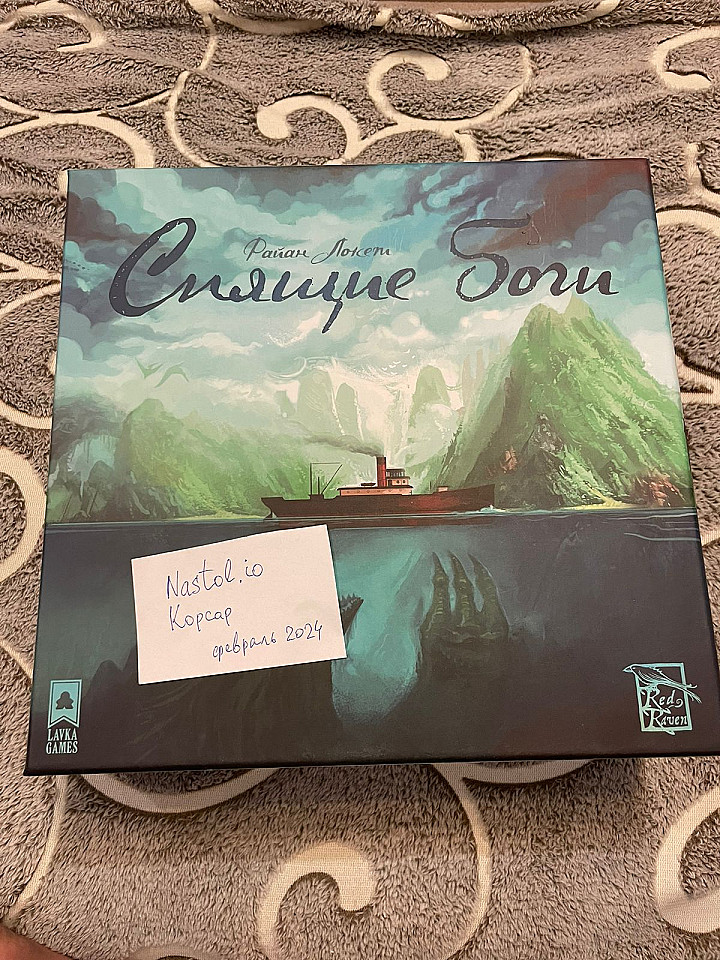 Райан Локет
Спящие Боги
Nastol.io
Корсар
февраль 2024
LAVKA
GAMES
Red
Raven